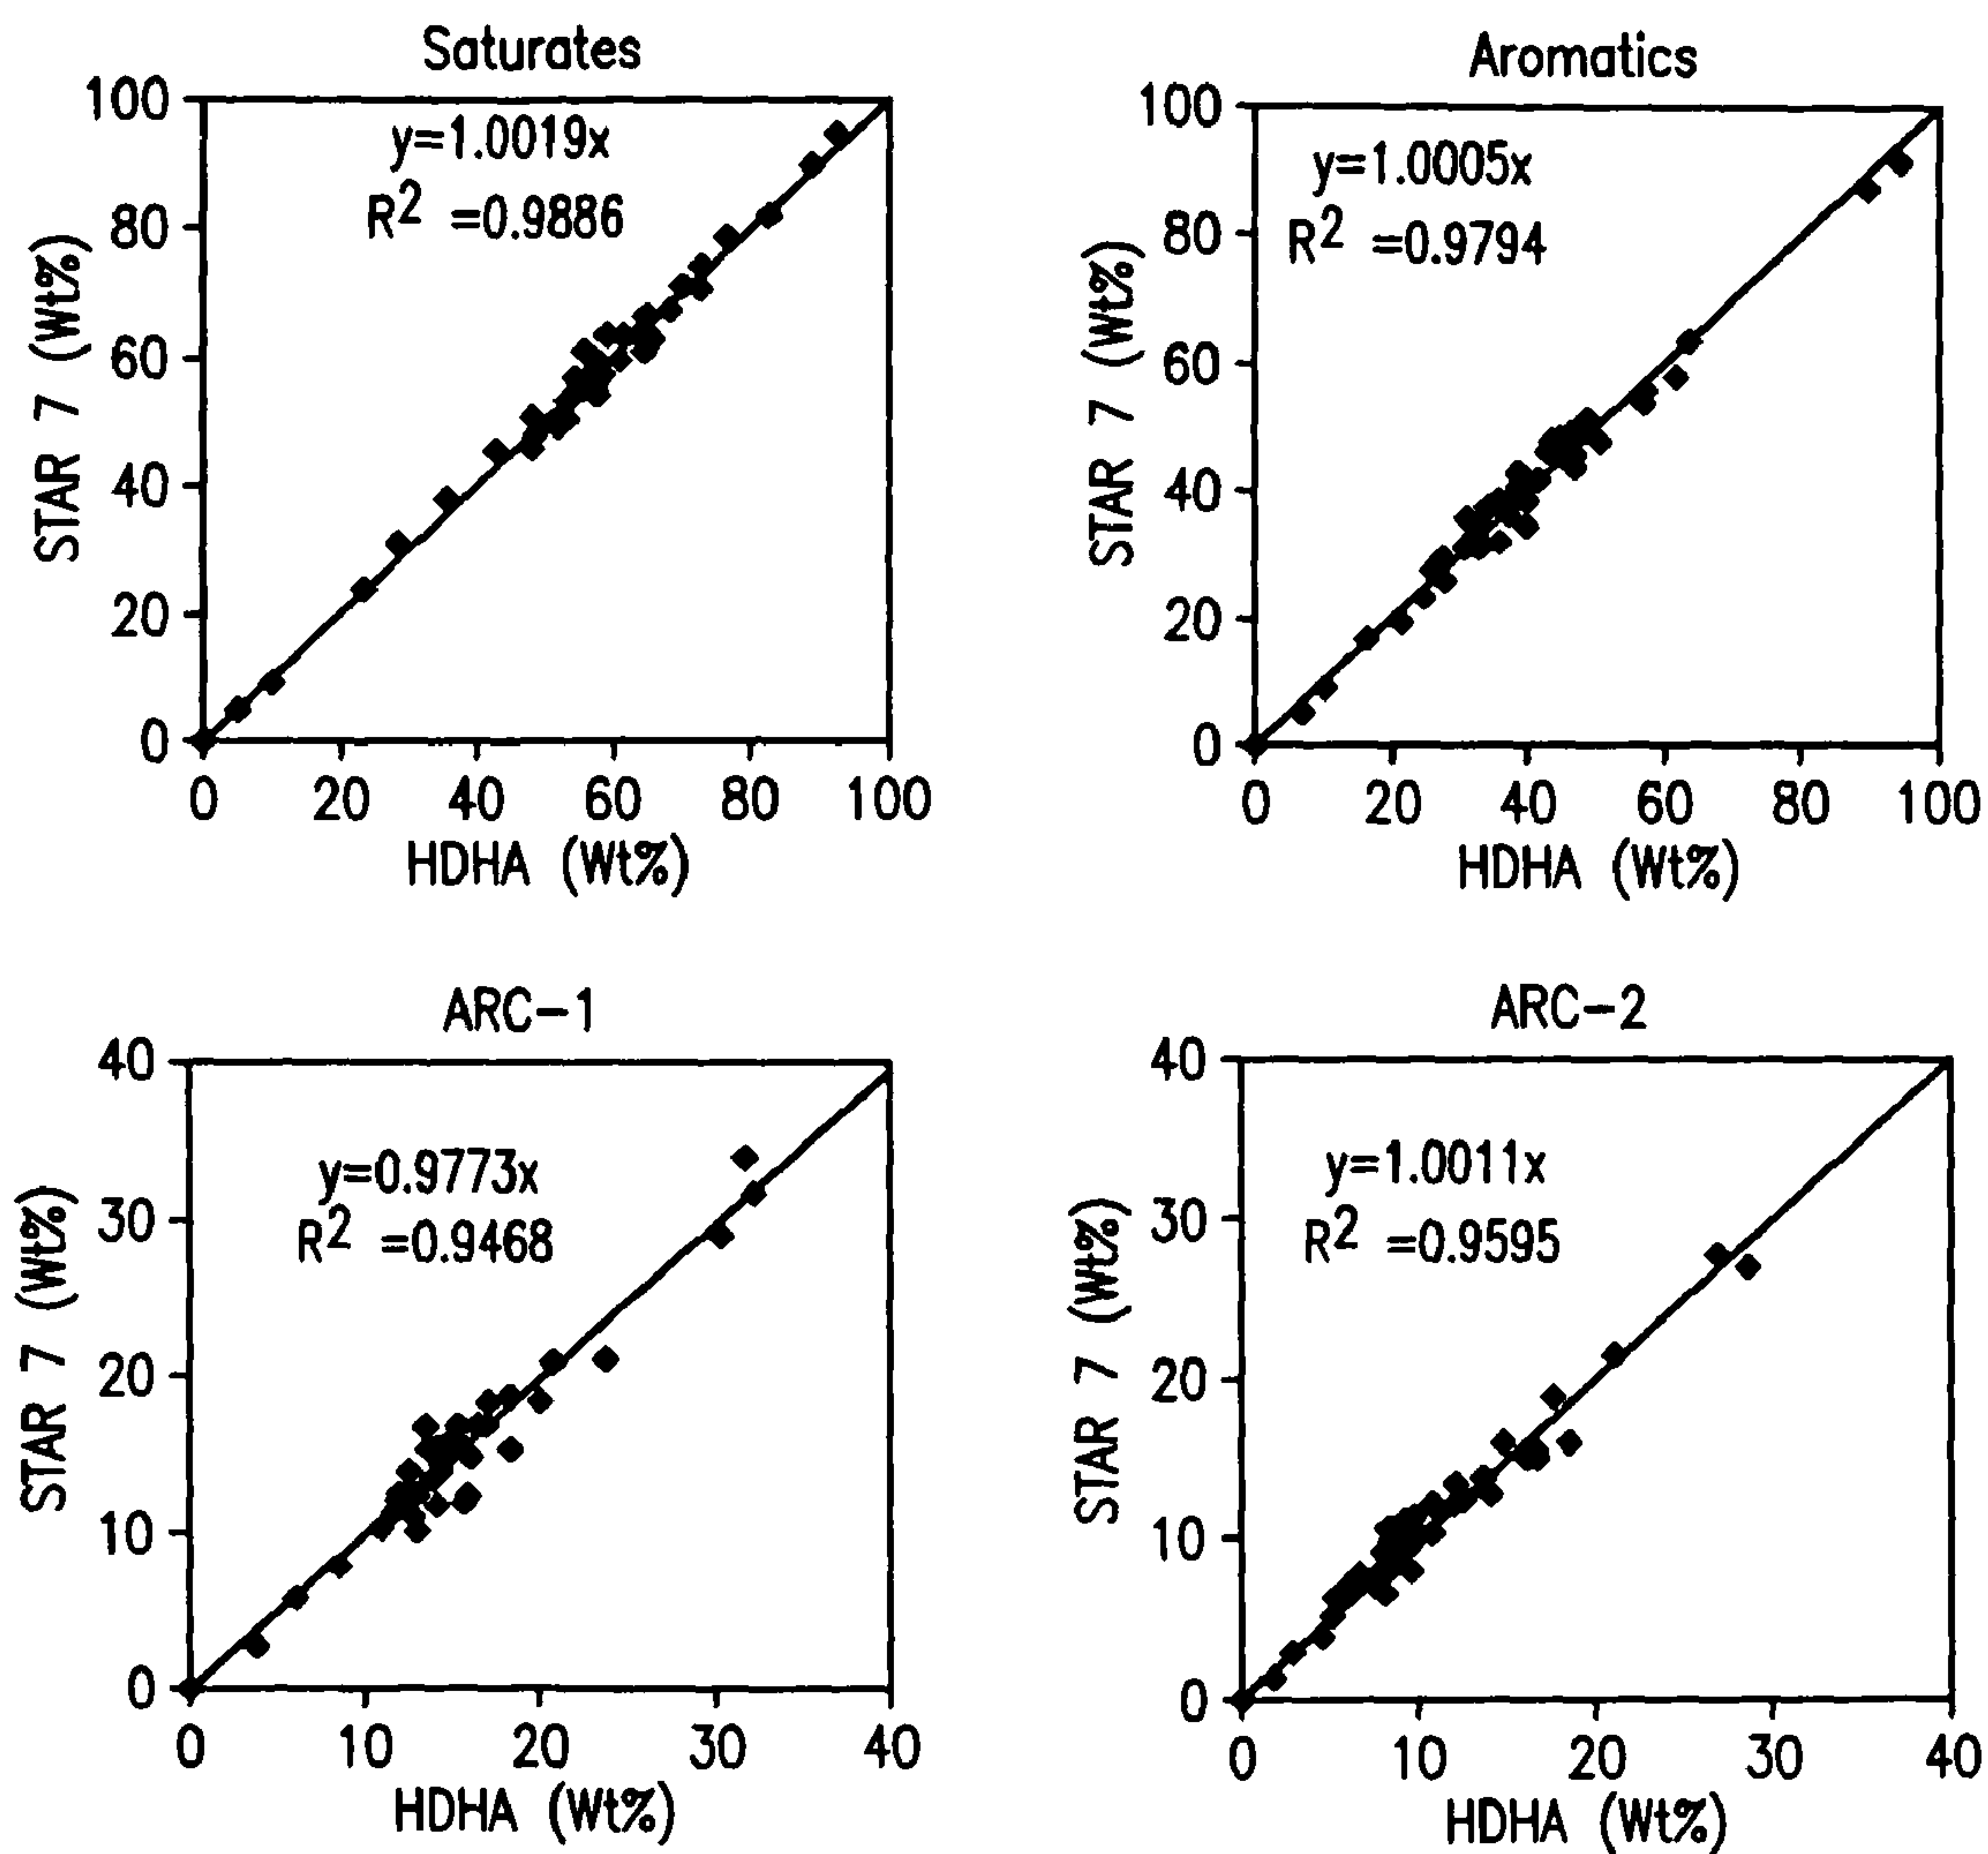 Saturates
y=1.0019x
R2 =0.9886
STAR 7 (Wt%)
100
80
60
40
20
0
0 20 40 60 80 100
HDHA (Wt%)
Aromatics
y=1.0005x
R2 =0.9794
STAR 7 (Wt%)
100
80
60
40
20
0
0 20 40 60 80 100
HDHA (Wt%)
ARC-1
y=0.9773x
R2 =0.9468
STAR 7 (Wt%)
40
30
20
10
0
0 10 20 30 40
HDHA (Wt%)
ARC-2
y=1.0011x
R2 =0.9595
STAR 7 (Wt%)
40
30
20
10
0
0 10 20 30 40
HDHA (Wt%)